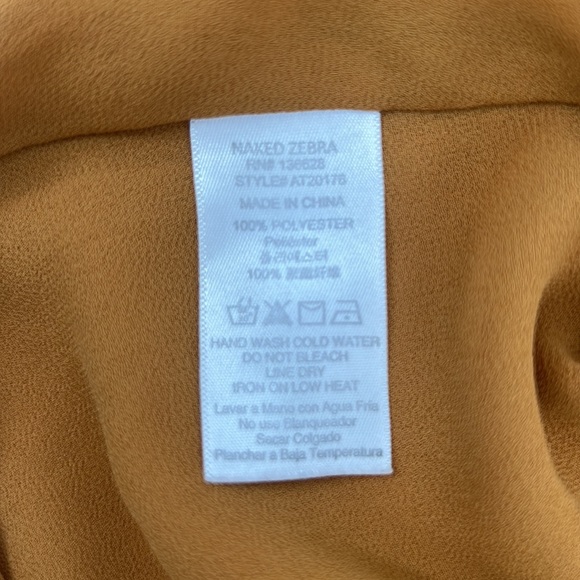 NAKED ZEBRA
RN# 136628
STYLE# AT20176
MADE IN CHINA
100% POLYESTER
Poliéster
폴리에스터
100% 聚酯纤维
HAND WASH COLD WATER
DO NOT BLEACH
LINE DRY
IRON ON LOW HEAT
Lavar a Mano con Agua Fria
No use Blanqueador
Secar Colgado
Planchar a Baja Temperatura